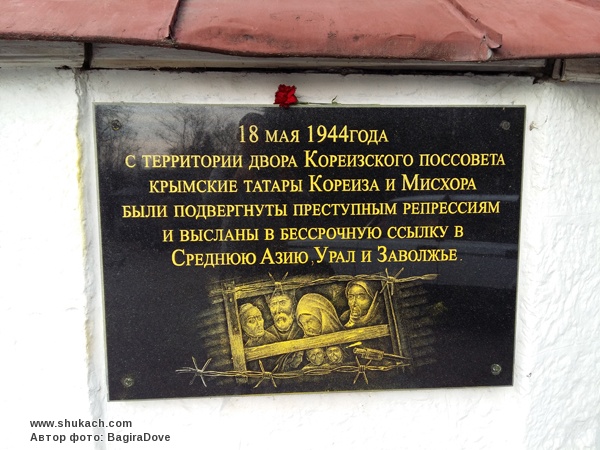 18 мая 1944года
с территории двора Кореизского поссовета
крымские татары Кореиза и Мисхора
были подвергнуты преступным репрессиям
и высланы в бессрочную ссылку в
Среднюю Азию, Урал и Заволжье.
www.shukach.com
Автор фото: BagiraDove